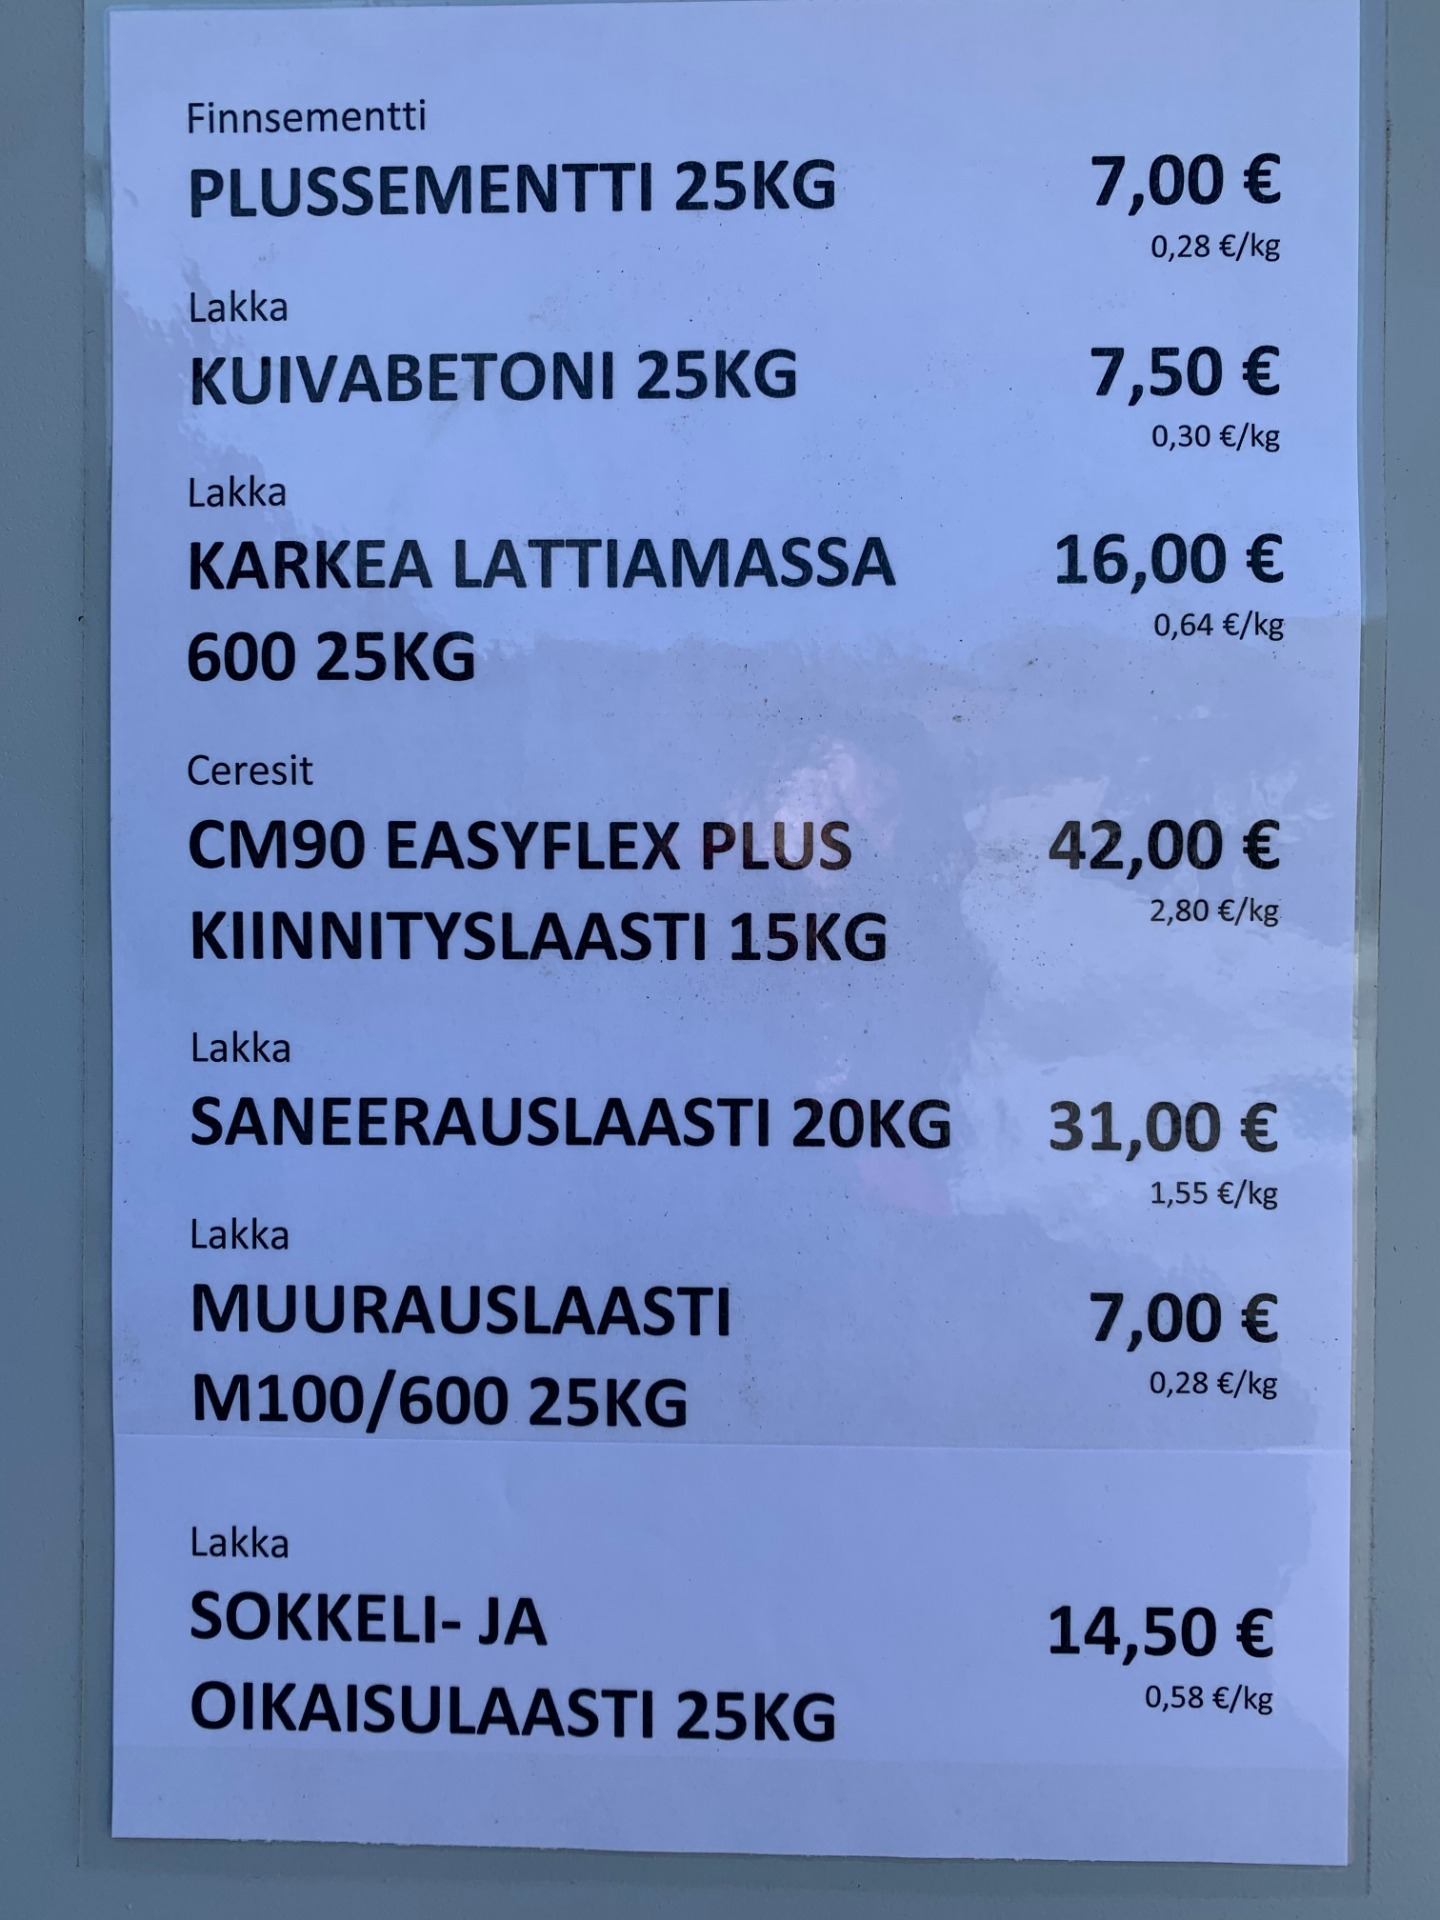 Finnsementti
PLUSSEMENTTI 25KG 7,00 €
0,28 €/kg
Lakka
KUIVABETONI 25KG 7,50 €
0,30 €/kg
Lakka
KARKEA LATTIAMASSA 16,00 €
0,64 €/kg
600 25KG
Ceresit
CM90 EASYFLEX PLUS 42,00 €
2,80 €/kg
KIINNITYSLAASTI 15KG
Lakka
SANEERAUSLAASTI 20KG 31,00 €
1,55 €/kg
Lakka
MUURAUSLAASTI 7,00 €
0,28 €/kg
M100/600 25KG
Lakka
SOKKELI- JA 14,50 €
0,58 €/kg
OIKAISULAASTI 25KG